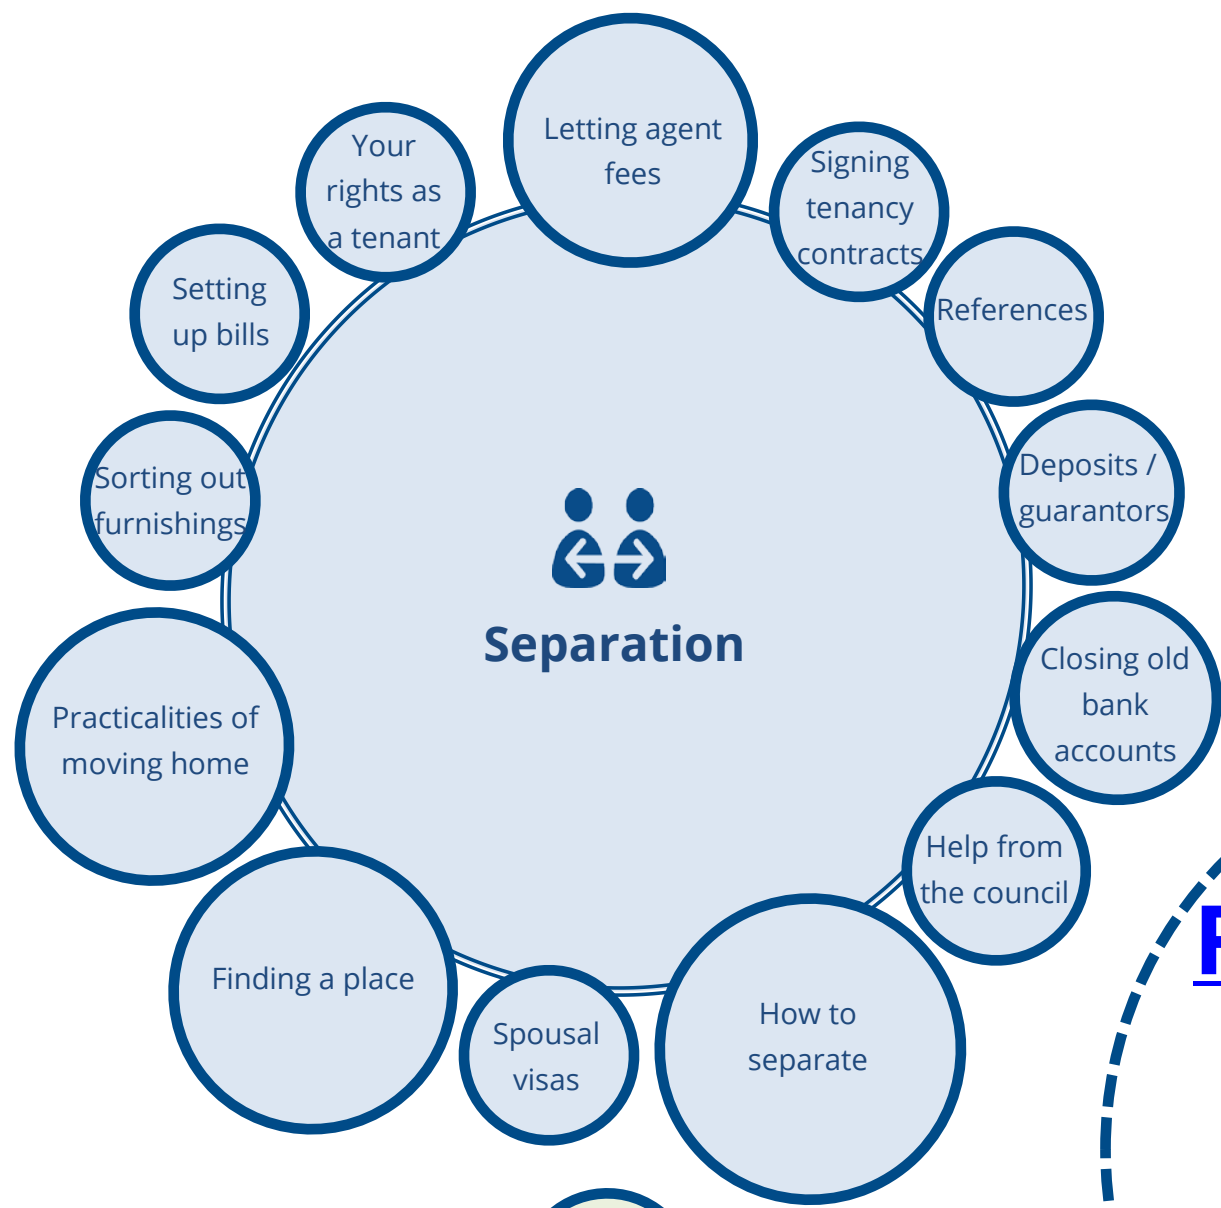 Letting agent
fees
Signing
tenancy
contracts
References
Deposits /
guarantors
Closing old
bank
accounts
Help from
the council
How to
separate
Spousal
visas
Finding a place
Practicalities of
moving home
Sorting out
furnishings
Setting
up bills
Your
rights as
a tenant
Separation